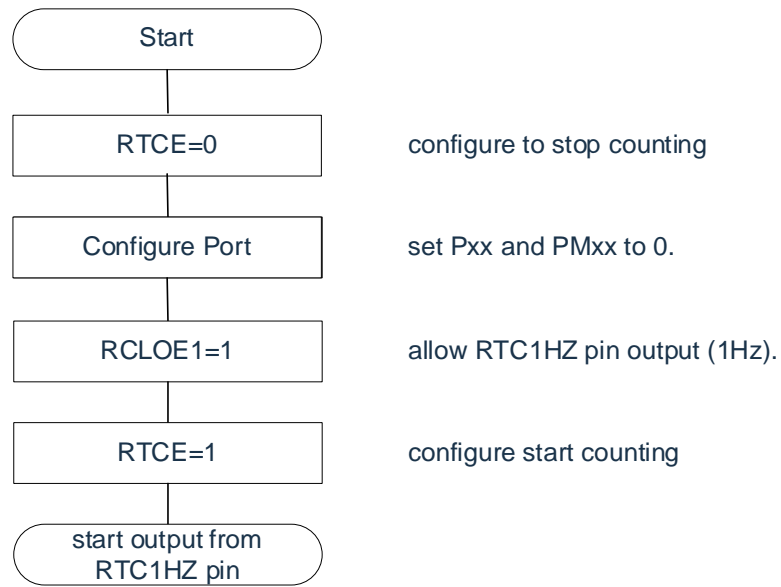 Start
RTCE=0
configure to stop counting
Configure Port
set Pxx and PMxx to 0.
RCLOE1=1
allow RTC1HZ pin output (1Hz).
RTCE=1
configure start counting
start output from
RTC1HZ pin